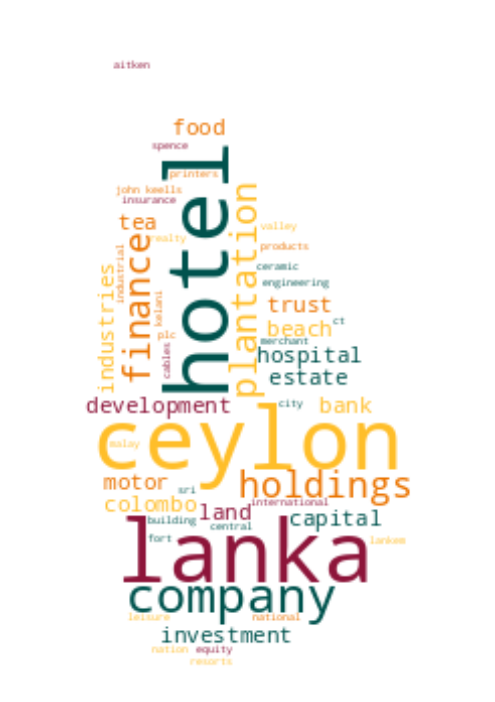 aitken
food
spence
hotel
printers
john keells
insurance
plantation
tea
valley
realty
finance
products
industrial
industries
ceramic
engineering
kelani
trust
beach
ct
plc
merchant
cables
hospital
estate
development
city
bank
ceylon
malay
motor
holdings
sri
colombo
international
land
capital
building
central
lanka
fort
lankem
company
leisure
national
investment
nation
equity
resorts